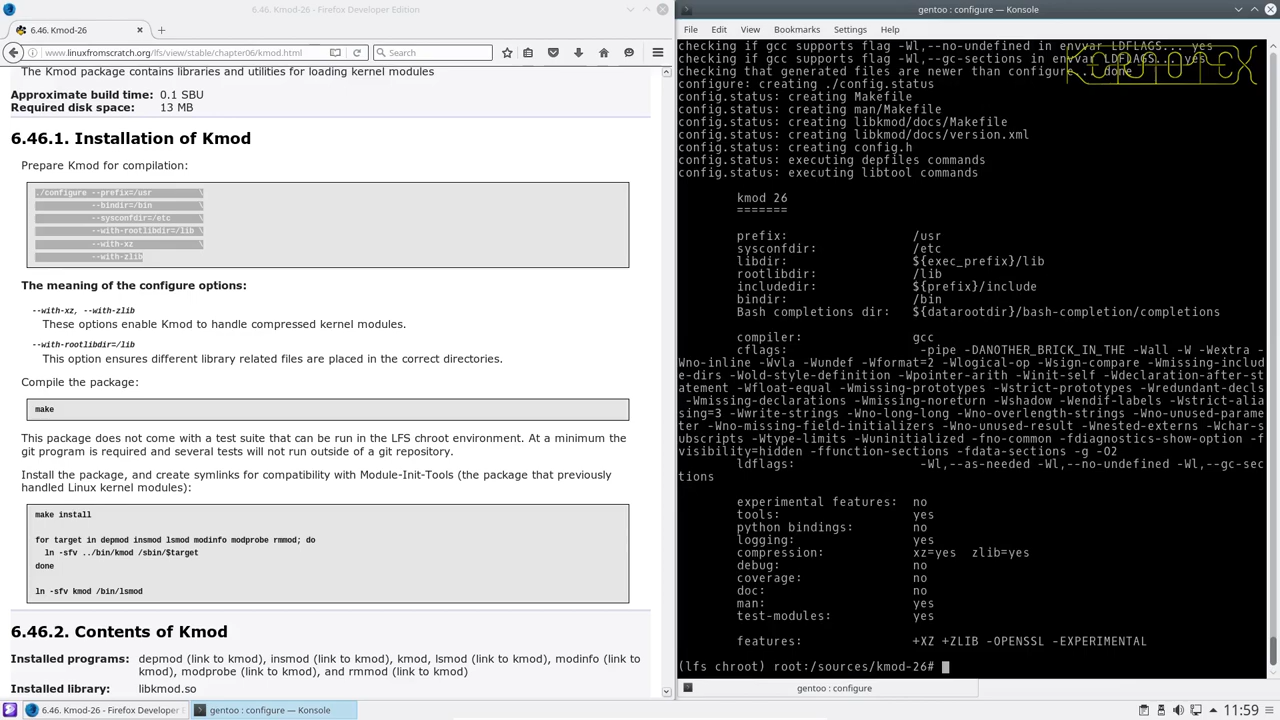 6.46. Kmod-26 - Firefox Developer Edition
6.46. Kmod-26
www.linuxfromscratch.org/lfs/view/stable/chapter06/kmod.html
Search
The Kmod package contains libraries and utilities for loading kernel modules
Approximate build time: 0.1 SBU
Required disk space: 13 MB
6.46.1. Installation of Kmod
Prepare Kmod for compilation:
./configure --prefix=/usr \
--bindir=/bin \
--sysconfdir=/etc \
--with-rootlibdir=/lib \
--with-xz \
--with-zlib
The meaning of the configure options:
--with-xz, --with-zlib
These options enable Kmod to handle compressed kernel modules.
--with-rootlibdir=/lib
This option ensures different library related files are placed in the correct directories.
Compile the package:
make
This package does not come with a test suite that can be run in the LFS chroot environment. At a minimum the
git program is required and several tests will not run outside of a git repository.
Install the package, and create symlinks for compatibility with Module-Init-Tools (the package that previously
handled Linux kernel modules):
make install
for target in depmod insmod lsmod modinfo modprobe rmmod; do
ln -sfv ../bin/kmod /sbin/$target
done
ln -sfv kmod /bin/lsmod
6.46.2. Contents of Kmod
Installed programs: depmod (link to kmod), insmod (link to kmod), kmod, lsmod (link to kmod), modinfo (link to
kmod), modprobe (link to kmod), and rmmod (link to kmod)
Installed library: libkmod.so
gentoo : configure — Konsole
File Edit View Bookmarks Settings Help
checking if gcc supports flag -Wl,--no-undefined in envvar LDFLAGS... yes
checking if gcc supports flag -Wl,--gc-sections in envvar LDFLAGS... yes
checking that generated files are newer than configure... done
configure: creating ./config.status
config.status: creating Makefile
config.status: creating man/Makefile
config.status: creating libkmod/docs/Makefile
config.status: creating libkmod/docs/version.xml
config.status: creating config.h
config.status: executing depfiles commands
config.status: executing libtool commands
kmod 26
=======
prefix: /usr
sysconfdir: /etc
libdir: ${exec_prefix}/lib
rootlibdir: /lib
includedir: ${prefix}/include
bindir: /bin
Bash completions dir: ${datarootdir}/bash-completion/completions
compiler: gcc
cflags: -pipe -DANOTHER_BRICK_IN_THE -Wall -W -Wextra -
Wno-inline -Wvla -Wundef -Wformat=2 -Wlogical-op -Wsign-compare -Wmissing-includ
e-dirs -Wold-style-definition -Wpointer-arith -Winit-self -Wdeclaration-after-st
atement -Wfloat-equal -Wmissing-prototypes -Wstrict-prototypes -Wredundant-decls
-Wmissing-declarations -Wmissing-noreturn -Wshadow -Wendif-labels -Wstrict-alia
sing=3 -Wwrite-strings -Wno-long-long -Wno-overlength-strings -Wno-unused-parame
ter -Wno-missing-field-initializers -Wno-unused-result -Wnested-externs -Wchar-s
ubscripts -Wtype-limits -Wuninitialized -fno-common -fdiagnostics-show-option -f
visibility=hidden -ffunction-sections -fdata-sections -g -O2
ldflags: -Wl,--as-needed -Wl,--no-undefined -Wl,--gc-sec
tions
experimental features: no
tools: yes
python bindings: no
logging: yes
compression: xz=yes zlib=yes
debug: no
coverage: no
doc: no
man: yes
test-modules: yes
features: +XZ +ZLIB -OPENSSL -EXPERIMENTAL
(lfs chroot) root:/sources/kmod-26#
gentoo : configure
6.46. Kmod-26 - Firefox Developer E
gentoo : configure — Konsole
11:59